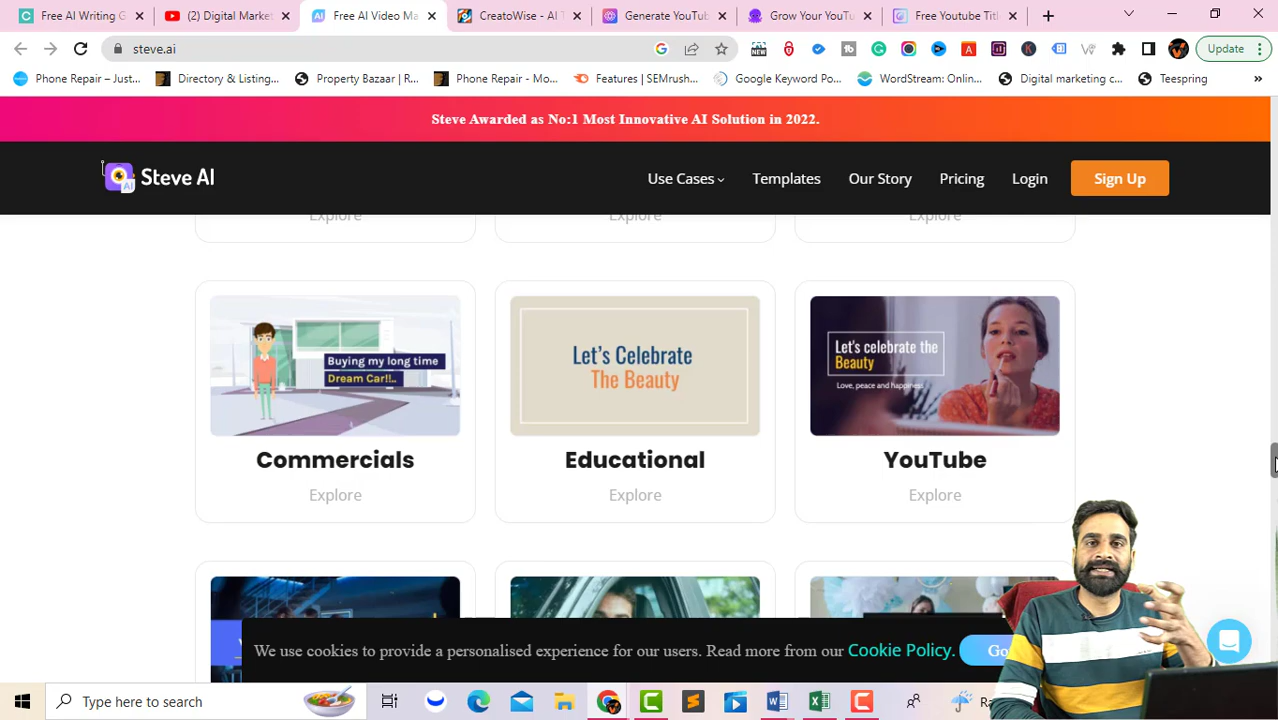 Free AI Writing
(2) Digital Market
Free AI Video Ma
CreatoWise - AI T
Generate YouTub
Grow Your YouTu
Free Youtube Titl
steve.ai
Update
Phone Repair – Just...
Directory & Listing...
Property Bazaar | R...
Phone Repair - Mo...
Features | SEMrush...
Google Keyword Po...
WordStream: Onlin...
Digital marketing c...
Teespring
Steve Awarded as No:1 Most Innovative AI Solution in 2022.
Steve AI
Use Cases
Templates
Our Story
Pricing
Login
Sign Up
Explore
Explore
Explore
Buying my long time
Dream Car!!..
Let's Celebrate
The Beauty
Let's celebrate the
Beauty
Love, peace and happiness.
Commercials
Educational
YouTube
Explore
Explore
Explore
We use cookies to provide a personalised experience for our users. Read more from our Cookie Policy.
Type here to search